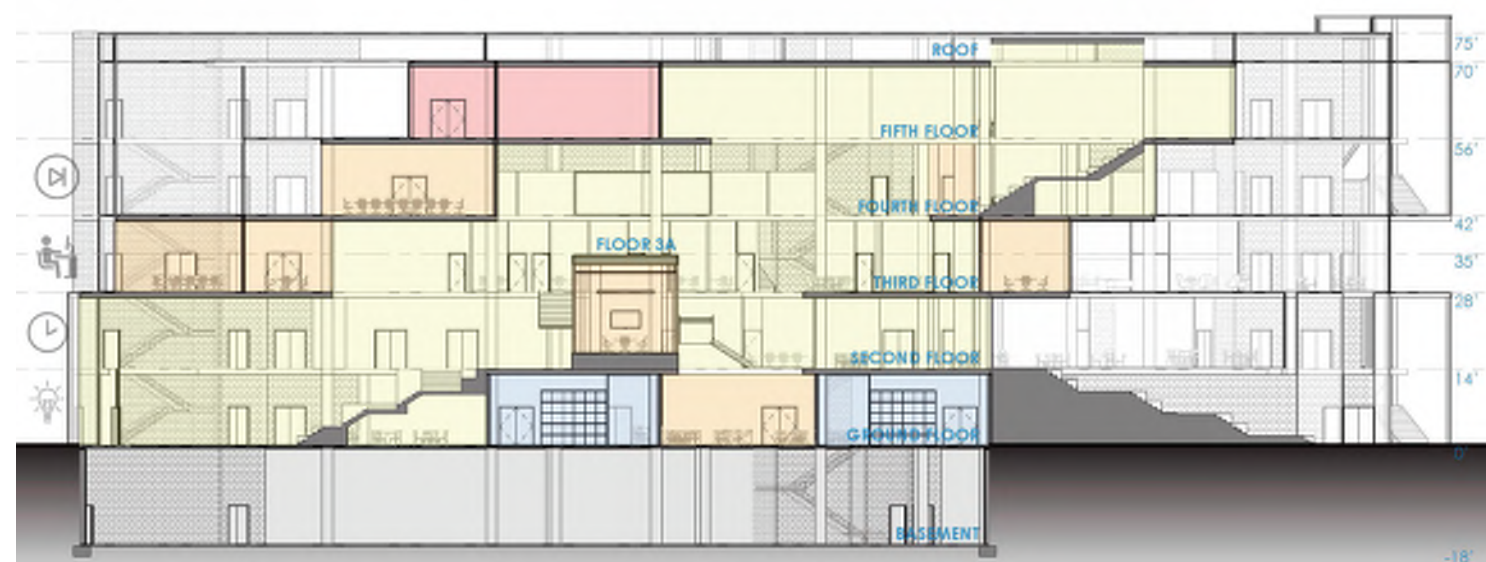 ROOF
75'
70'
FIFTH FLOOR
56'
FOURTH FLOOR
42'
FLOOR 3A
35'
THIRD FLOOR
28'
SECOND FLOOR
14'
GROUND FLOOR
0'
BASEMENT
-18'